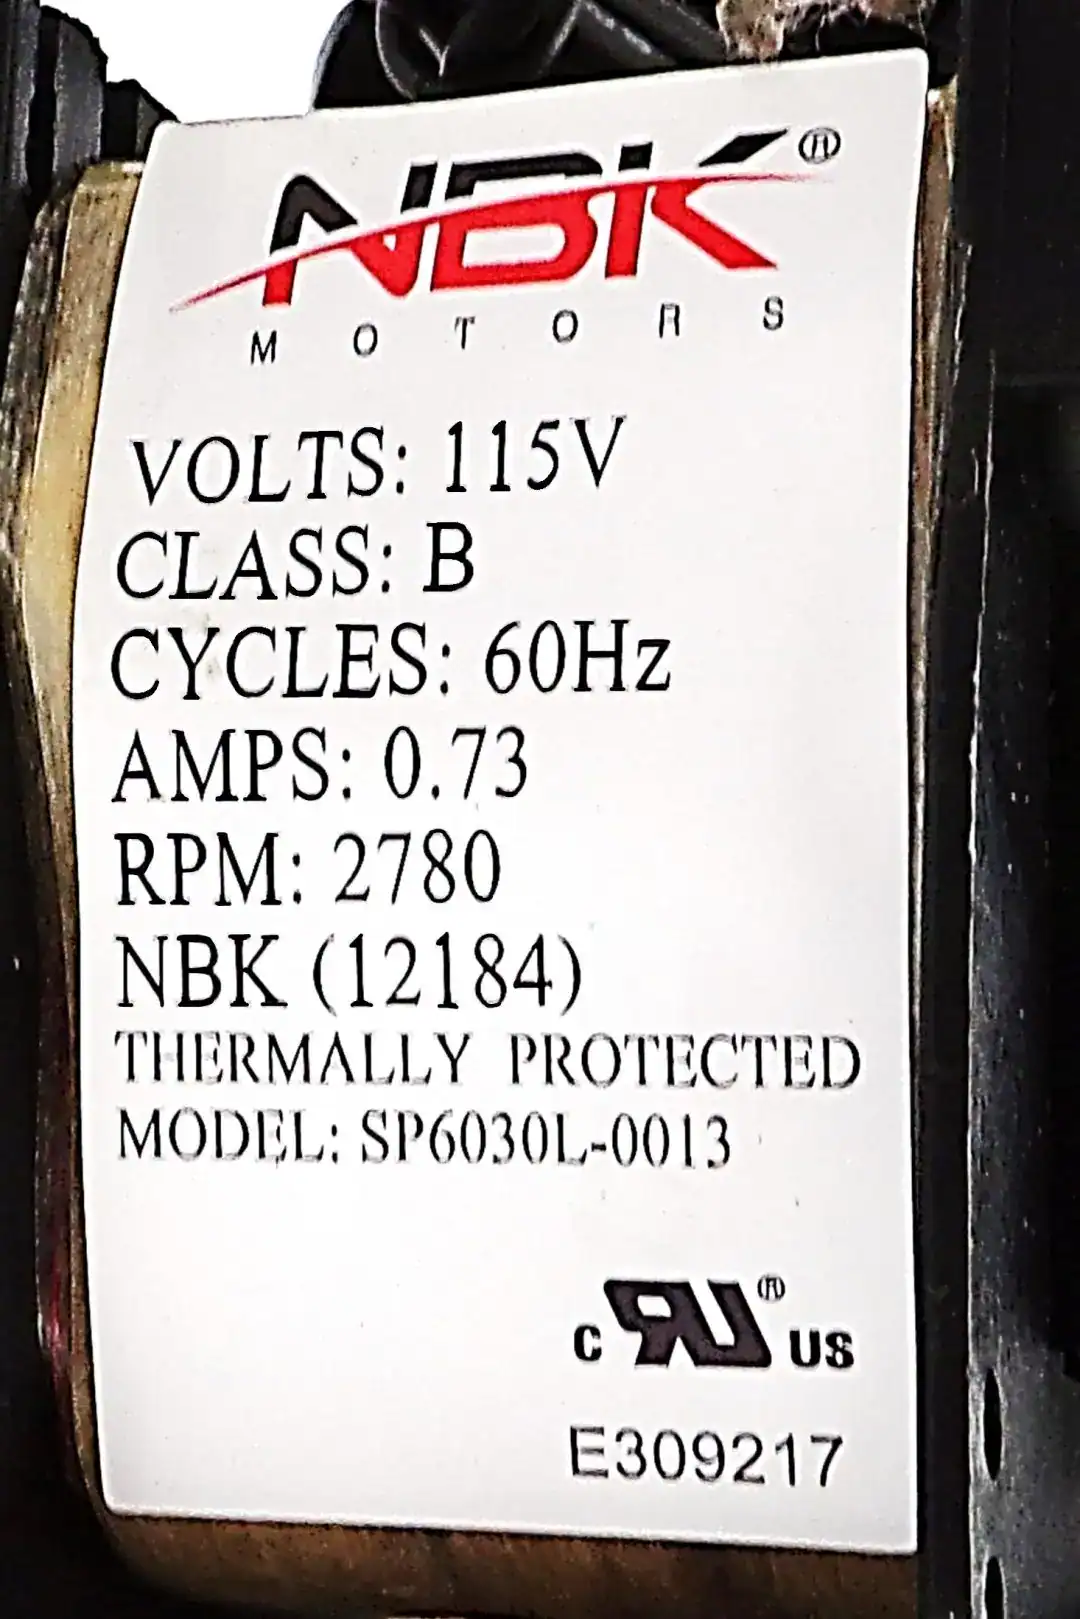 NBK®
MOTORS
VOLTS: 115V
CLASS: B
CYCLES: 60Hz
AMPS: 0.73
RPM: 2780
NBK (12184)
THERMALLY PROTECTED
MODEL: SP6030L-0013
C RU® US
E309217